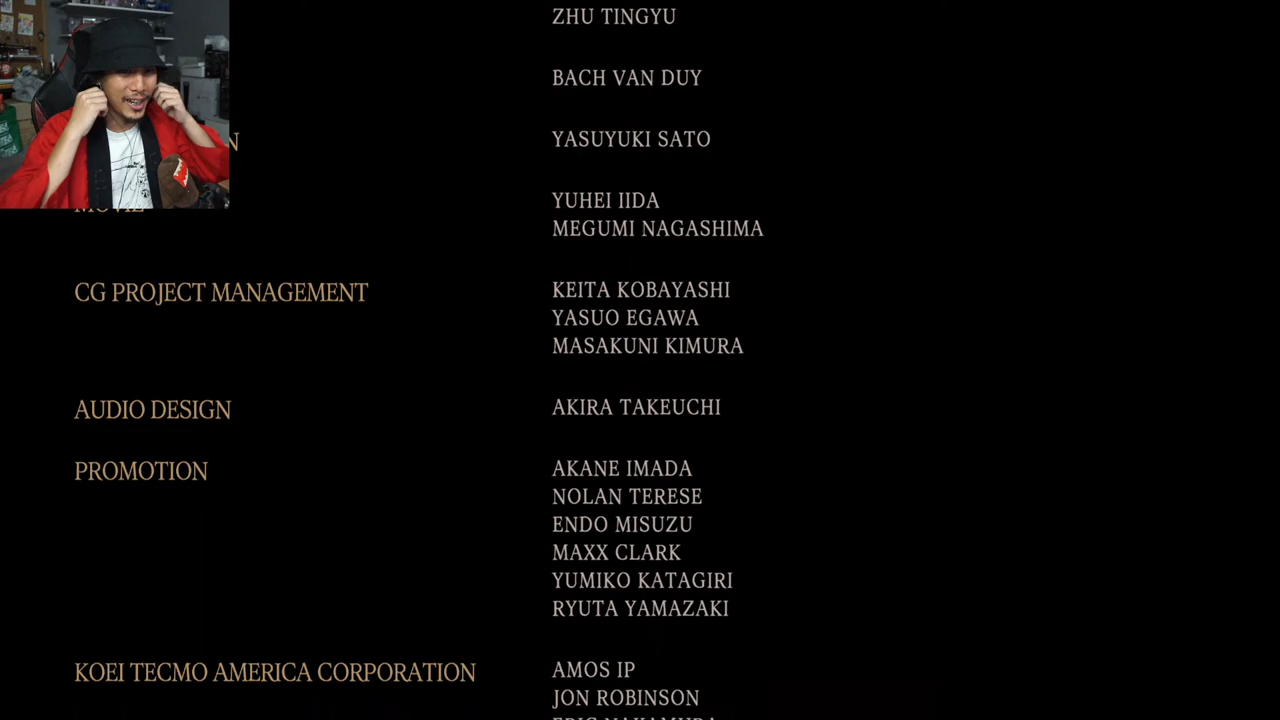 ZHU TINGYU
BACH VAN DUY
YASUYUKI SATO
YUHEI IIDA
MEGUMI NAGASHIMA
CG PROJECT MANAGEMENT
KEITA KOBAYASHI
YASUO EGAWA
MASAKUNI KIMURA
AUDIO DESIGN
AKIRA TAKEUCHI
PROMOTION
AKANE IMADA
NOLAN TERESE
ENDO MISUZU
MAXX CLARK
YUMIKO KATAGIRI
RYUTA YAMAZAKI
KOEI TECMO AMERICA CORPORATION
AMOS IP
JON ROBINSON
ERIC NAKAMURA